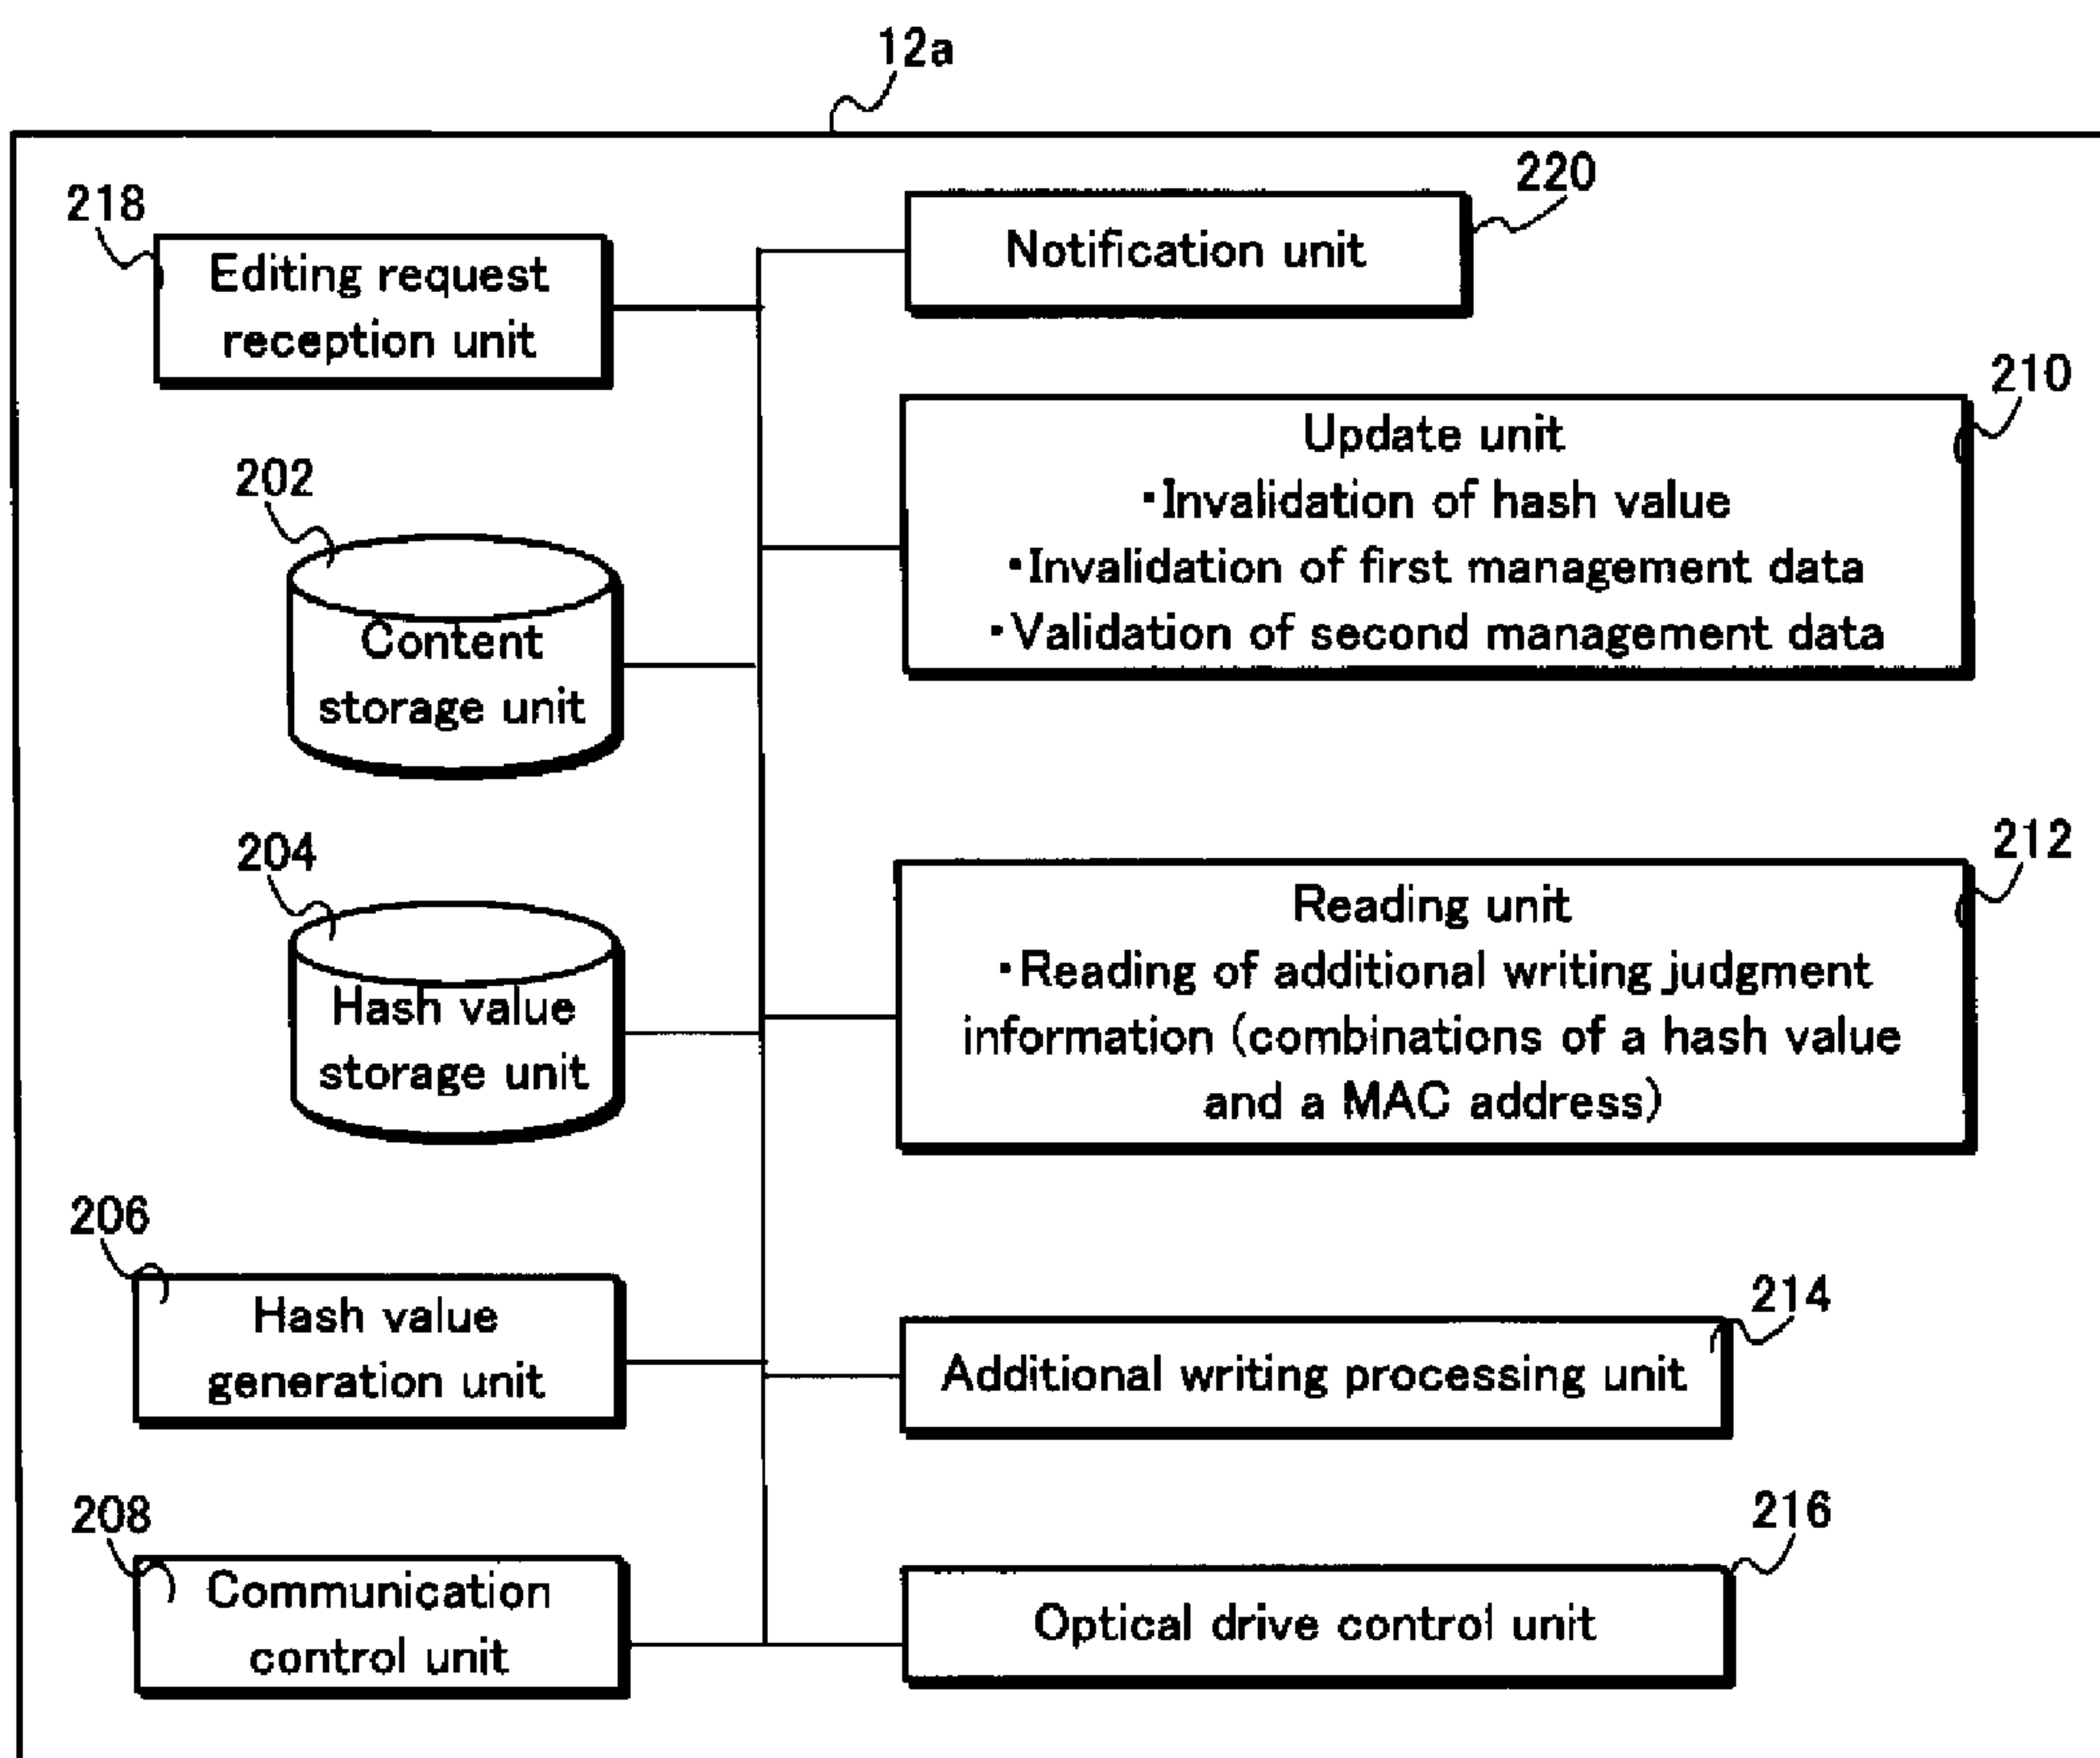 12a
218
Editing request
reception unit
220
Notification unit
210
Update unit
・Invalidation of hash value
・Invalidation of first management data
・Validation of second management data
202
Content
storage unit
204
Hash value
storage unit
212
Reading unit
・Reading of additional writing judgment
information (combinations of a hash value
and a MAC address)
206
Hash value
generation unit
214
Additional writing processing unit
208
Communication
control unit
216
Optical drive control unit